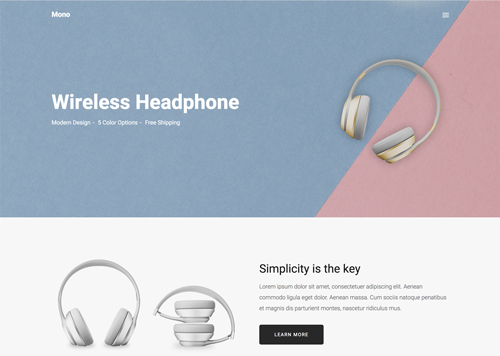 Mono
Wireless Headphone
Modern Design - 5 Color Options - Free Shipping
Simplicity is the key
Lorem ipsum dolor sit amet, consectetuer adipiscing elit. Aenean
commodo ligula eget dolor. Aenean massa. Cum sociis natoque penatibus
et magnis dis parturient montes, nascetur ridiculus mus.
LEARN MORE